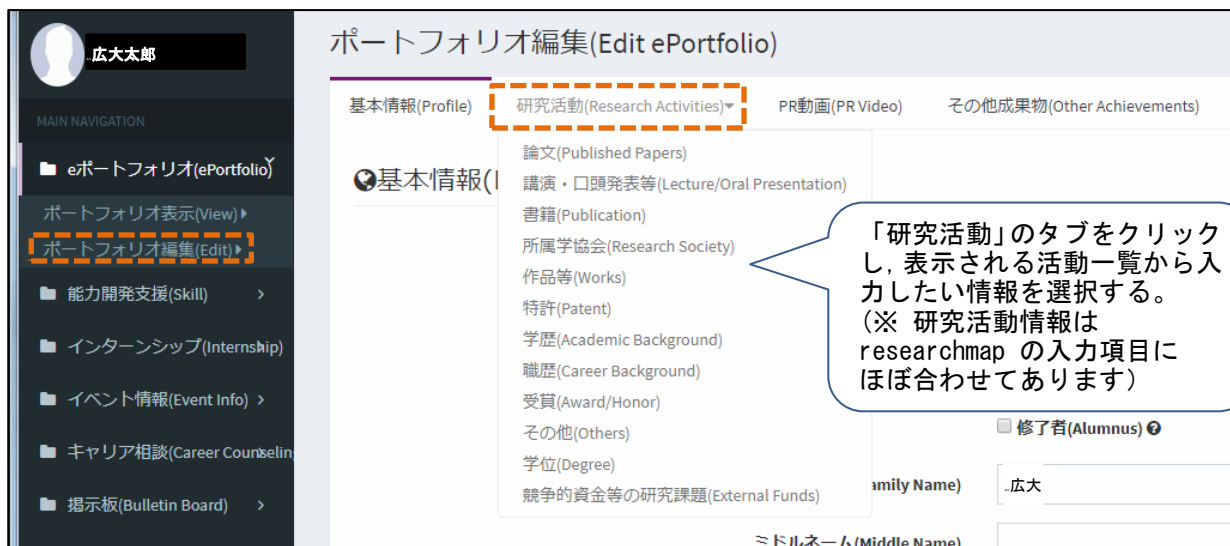 広大太郎
MAIN NAVIGATION
eポートフォリオ(ePortfolio)
ポートフォリオ表示(View)
ポートフォリオ編集(Edit)
能力開発支援(Skill)
インターンシップ(Internship)
イベント情報(Event Info)
キャリア相談(Career Counselin
掲示板(Bulletin Board)
ポートフォリオ編集(Edit ePortfolio)
基本情報(Profile)
研究活動(Research Activities)
PR動画(PR Video)
その他成果物(Other Achievements)
基本情報(
論文(Published Papers)
講演・口頭発表等(Lecture/Oral Presentation)
書籍(Publication)
所属学協会(Research Society)
作品等(Works)
特許(Patent)
学歴(Academic Background)
職歴(Career Background)
受賞(Award/Honor)
その他(Others)
学位(Degree)
競争的資金等の研究課題(External Funds)
「研究活動」のタブをクリック
し，表示される活動一覧から入
力したい情報を選択する。
(※ 研究活動情報は
researchmap の入力項目に
ほぼ合わせてあります)
修了者(Alumnus)
amily Name)
広大
ミドルネーム(Middle Name)